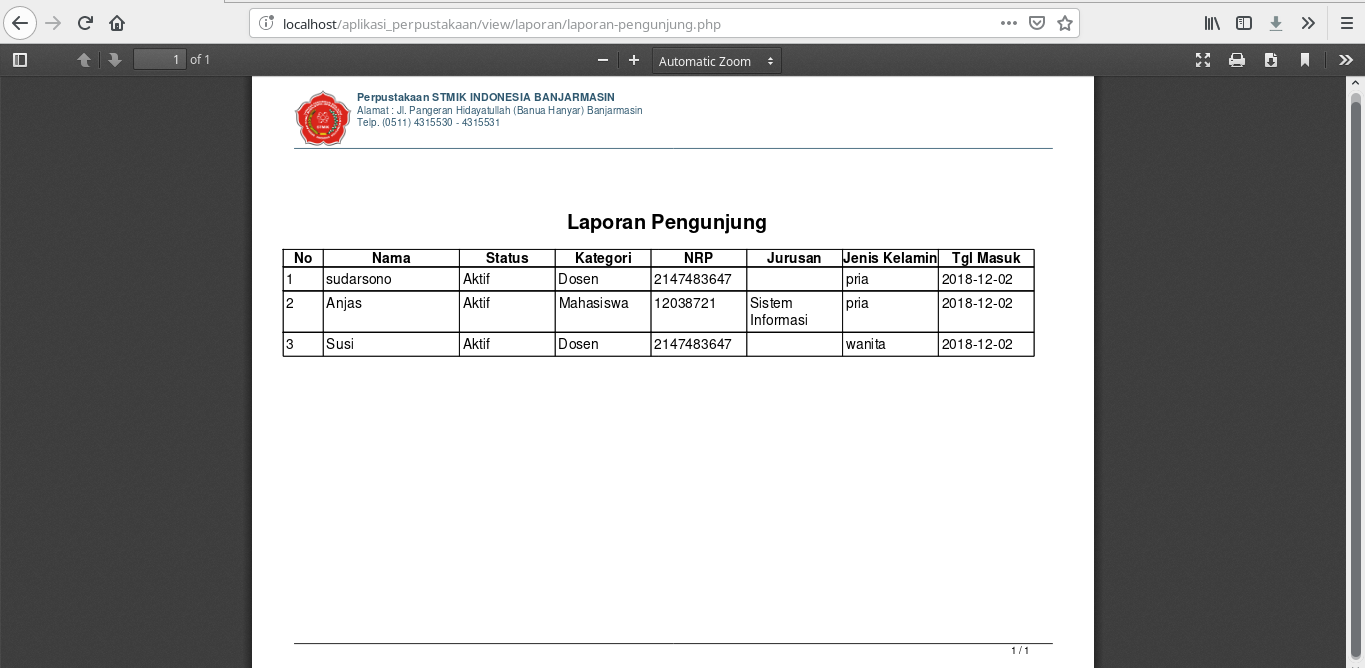 localhost/aplikasi_perpustakaan/view/laporan/laporan-pengunjung.php
1 of 1
Automatic Zoom
Perpustakaan STMIK INDONESIA BANJARMASIN
Alamat : Jl. Pangeran Hidayatullah (Banua Hanyar) Banjarmasin
Telp. (0511) 4315530 - 4315531
Laporan Pengunjung
No Nama Status Kategori NRP Jurusan Jenis Kelamin Tgl Masuk
1 sudarsono Aktif Dosen 2147483647 pria 2018-12-02
2 Anjas Aktif Mahasiswa 12038721 Sistem Informasi pria 2018-12-02
3 Susi Aktif Dosen 2147483647 wanita 2018-12-02
1 / 1